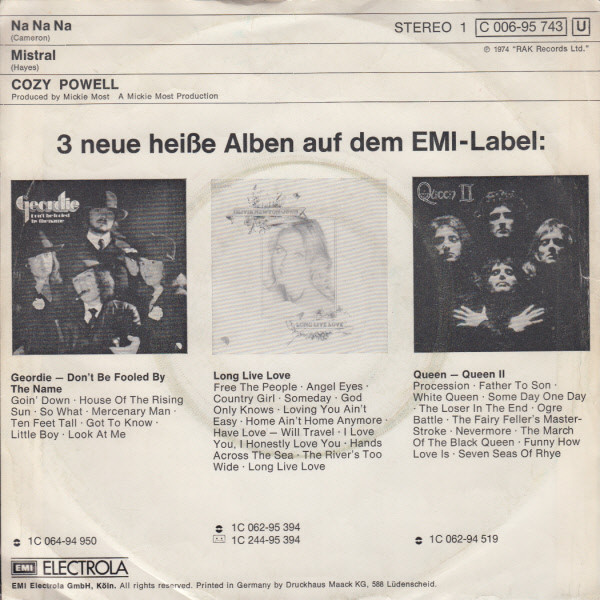 Na Na Na
(Cameron)
STEREO 1 C 006-95 743 U
Mistral
(Hayes)
℗ 1974 "RAK Records Ltd."
COZY POWELL
Produced by Mickie Most A Mickie Most Production
3 neue heiße Alben auf dem EMI-Label:
Geordie
Don't be fooled
by the name
LONG LIVE LOVE
Queen II
Geordie – Don't Be Fooled By
The Name
Goin' Down · House Of The Rising
Sun · So What · Mercenary Man ·
Ten Feet Tall · Got To Know ·
Little Boy · Look At Me
1C 064-94 950
Long Live Love
Free The People · Angel Eyes ·
Country Girl · Someday · God
Only Knows · Loving You Ain't
Easy · Home Ain't Home Anymore ·
Have Love – Will Travel · I Love
You, I Honestly Love You · Hands
Across The Sea · The River's Too
Wide · Long Live Love
1C 062-95 394
1C 244-95 394
Queen – Queen II
Procession · Father To Son ·
White Queen · Some Day One Day
· The Loser In The End · Ogre
Battle · The Fairy Feller's Master-
Stroke · Nevermore · The March
Of The Black Queen · Funny How
Love Is · Seven Seas Of Rhye
1C 062-94 519
EMI ELECTROLA
EMI Electrola GmbH, Köln. All rights reserved. Printed in Germany by Druckhaus Maack KG, 588 Lüdenscheid.